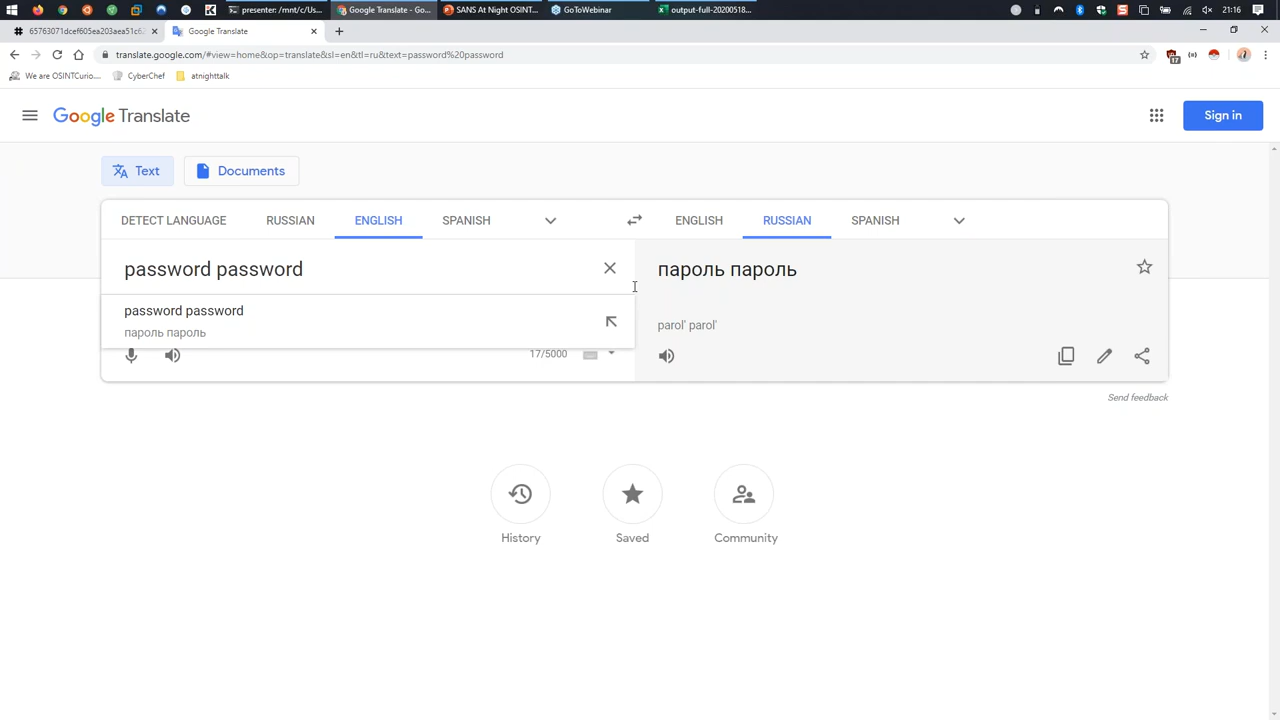 presenter: /mnt/c/Us...
Google Translate - Go...
SANS At Night OSINT...
GoToWebinar
output-full-20200518...
21:16
65763071dcef605ea203aea51c62
Google Translate
translate.google.com/#view=home&op=translate&sl=en&tl=ru&text=password%20password
17
We are OSINTCurio...
CyberChef
atnighttalk
Google Translate
Sign in
Text
Documents
DETECT LANGUAGE
RUSSIAN
ENGLISH
SPANISH
ENGLISH
RUSSIAN
SPANISH
password password
пароль пароль
password password
пароль пароль
parol' parol'
17/5000
Send feedback
History
Saved
Community